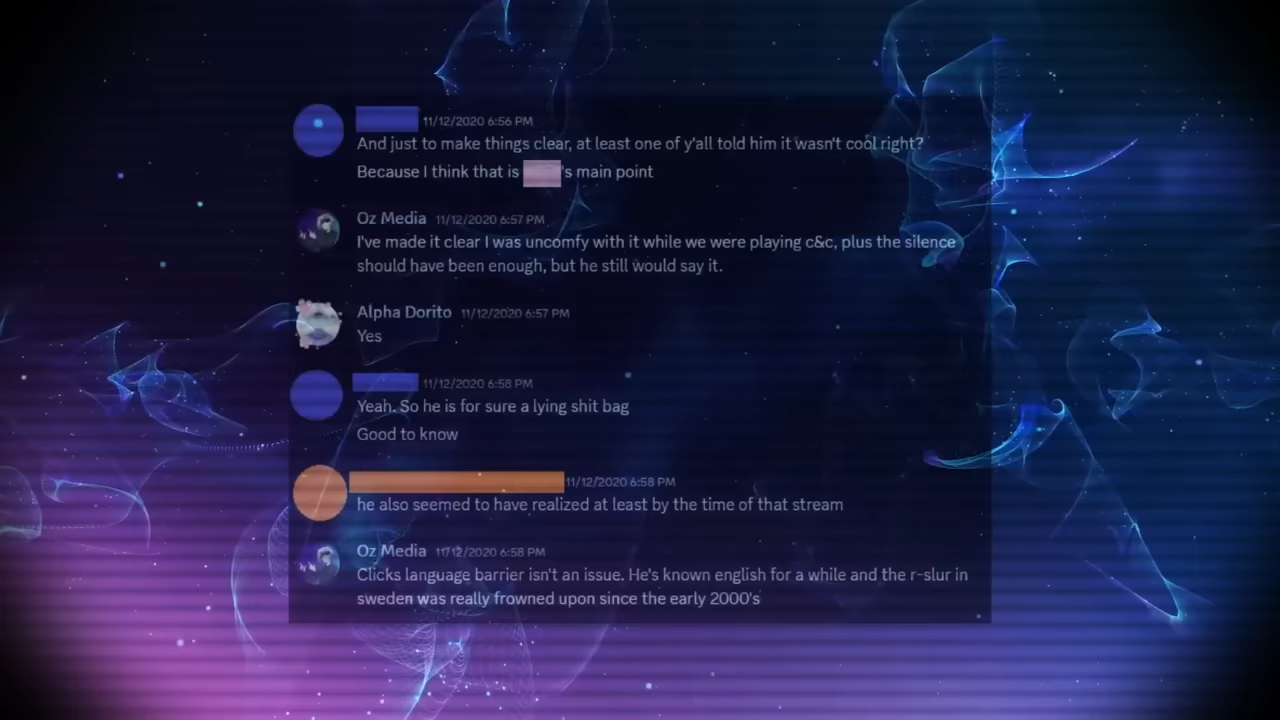 11/12/2020 6:56 PM
And just to make things clear, at least one of y'all told him it wasn't cool right?
Because I think that is 's main point
Oz Media 11/12/2020 6:57 PM
I've made it clear I was uncomfy with it while we were playing c&c, plus the silence
should have been enough, but he still would say it.
Alpha Dorito 11/12/2020 6:57 PM
Yes
11/12/2020 6:58 PM
Yeah. So he is for sure a lying shit bag
Good to know
11/12/2020 6:58 PM
he also seemed to have realized at least by the time of that stream
Oz Media 11/12/2020 6:58 PM
Clicks language barrier isn't an issue. He's known english for a while and the r-slur in
sweden was really frowned upon since the early 2000's